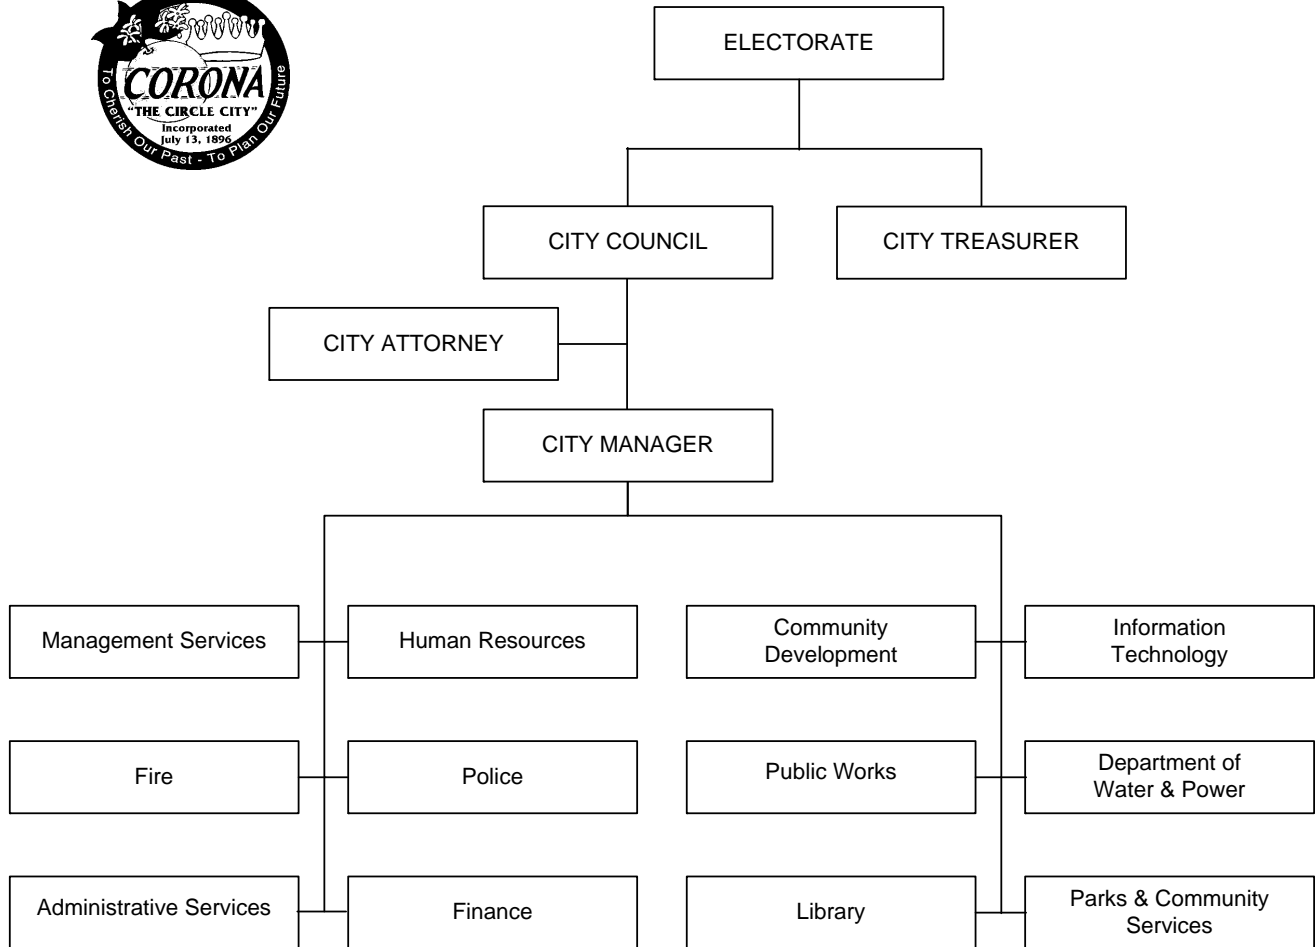 CORONA
"THE CIRCLE CITY"
Incorporated
July 13, 1896
To Cherish Our Past - To Plan Our Future
ELECTORATE
CITY COUNCIL
CITY TREASURER
CITY ATTORNEY
CITY MANAGER
Management Services
Human Resources
Community
Development
Information
Technology
Fire
Police
Public Works
Department of
Water & Power
Administrative Services
Finance
Library
Parks & Community
Services